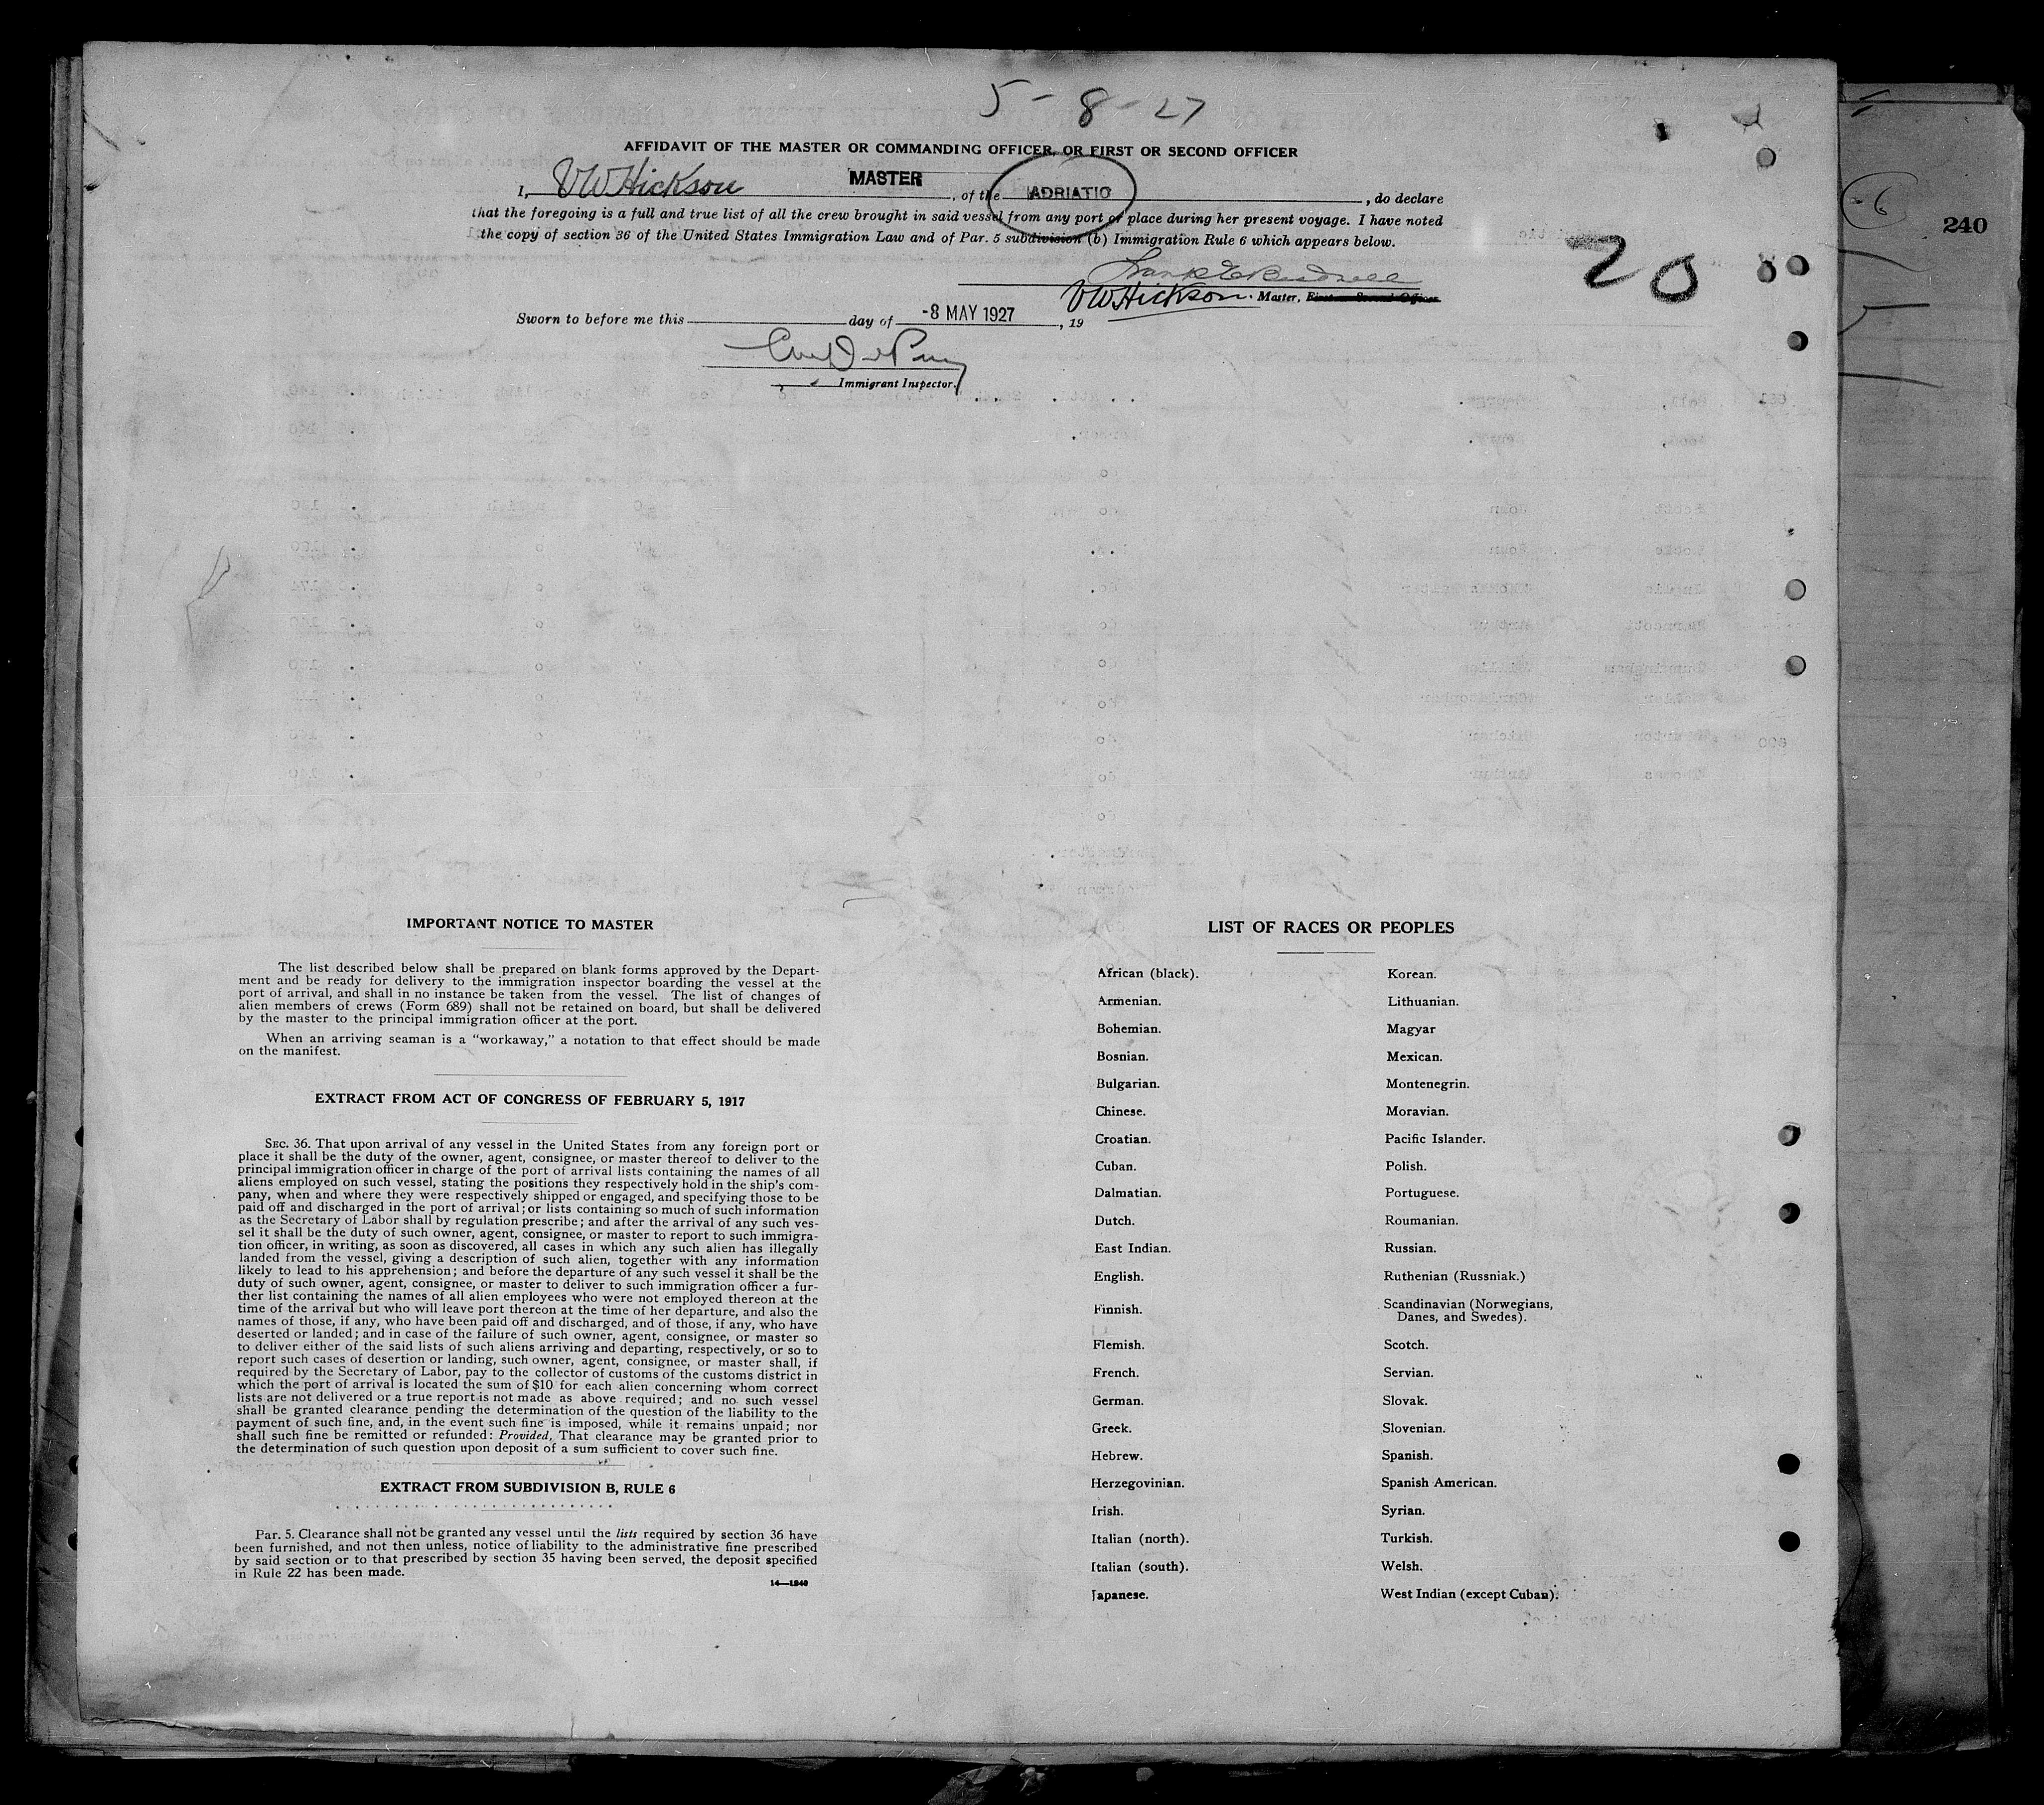 5-8-27
AFFIDAVIT OF THE MASTER OR COMMANDING OFFICER, OR FIRST OR SECOND OFFICER
I, VW Hickson MASTER, of the ADRIATIC, do declare
that the foregoing is a full and true list of all the crew brought in said vessel from any port or place during her present voyage. I have noted
the copy of section 36 of the United States Immigration Law and of Par. 5 subdivision (b) Immigration Rule 6 which appears below.
240
20
VW Hickson. Master, First or Second Officer.
Sworn to before me this day of -8 MAY 1927, 19
Immigrant Inspector.
IMPORTANT NOTICE TO MASTER
The list described below shall be prepared on blank forms approved by the Depart-
ment and be ready for delivery to the immigration inspector boarding the vessel at the
port of arrival, and shall in no instance be taken from the vessel. The list of changes of
alien members of crews (Form 689) shall not be retained on board, but shall be delivered
by the master to the principal immigration officer at the port.
When an arriving seaman is a "workaway," a notation to that effect should be made
on the manifest.
EXTRACT FROM ACT OF CONGRESS OF FEBRUARY 5, 1917
SEC. 36. That upon arrival of any vessel in the United States from any foreign port or
place it shall be the duty of the owner, agent, consignee, or master thereof to deliver to the
principal immigration officer in charge of the port of arrival lists containing the names of all
aliens employed on such vessel, stating the positions they respectively hold in the ship's com-
pany, when and where they were respectively shipped or engaged, and specifying those to be
paid off and discharged in the port of arrival; or lists containing so much of such information
as the Secretary of Labor shall by regulation prescribe; and after the arrival of any such ves-
sel it shall be the duty of such owner, agent, consignee, or master to report to such immigra-
tion officer, in writing, as soon as discovered, all cases in which any such alien has illegally
landed from the vessel, giving a description of such alien, together with any information
likely to lead to his apprehension; and before the departure of any such vessel it shall be the
duty of such owner, agent, consignee, or master to deliver to such immigration officer a fur-
ther list containing the names of all alien employees who were not employed thereon at the
time of the arrival but who will leave port thereon at the time of her departure, and also the
names of those, if any, who have been paid off and discharged, and of those, if any, who have
deserted or landed; and in case of the failure of such owner, agent, consignee, or master so
to deliver either of the said lists of such aliens arriving and departing, respectively, or so to
report such cases of desertion or landing, such owner, agent, consignee, or master shall, if
required by the Secretary of Labor, pay to the collector of customs of the customs district in
which the port of arrival is located the sum of $10 for each alien concerning whom correct
lists are not delivered or a true report is not made as above required; and no such vessel
shall be granted clearance pending the determination of the question of the liability to the
payment of such fine, and, in the event such fine is imposed, while it remains unpaid; nor
shall such fine be remitted or refunded: Provided, That clearance may be granted prior to
the determination of such question upon deposit of a sum sufficient to cover such fine.
EXTRACT FROM SUBDIVISION B, RULE 6
Par. 5. Clearance shall not be granted any vessel until the lists required by section 36 have
been furnished, and not then unless, notice of liability to the administrative fine prescribed
by said section or to that prescribed by section 35 having been served, the deposit specified
in Rule 22 has been made.
14—1240
LIST OF RACES OR PEOPLES
African (black).
Armenian.
Bohemian.
Bosnian.
Bulgarian.
Chinese.
Croatian.
Cuban.
Dalmatian.
Dutch.
East Indian.
English.
Finnish.
Flemish.
French.
German.
Greek.
Hebrew.
Herzegovinian.
Irish.
Italian (north).
Italian (south).
Japanese.
Korean.
Lithuanian.
Magyar
Mexican.
Montenegrin.
Moravian.
Pacific Islander.
Polish.
Portuguese.
Roumanian.
Russian.
Ruthenian (Russniak.)
Scandinavian (Norwegians,
Danes, and Swedes).
Scotch.
Servian.
Slovak.
Slovenian.
Spanish.
Spanish American.
Syrian.
Turkish.
Welsh.
West Indian (except Cuban).